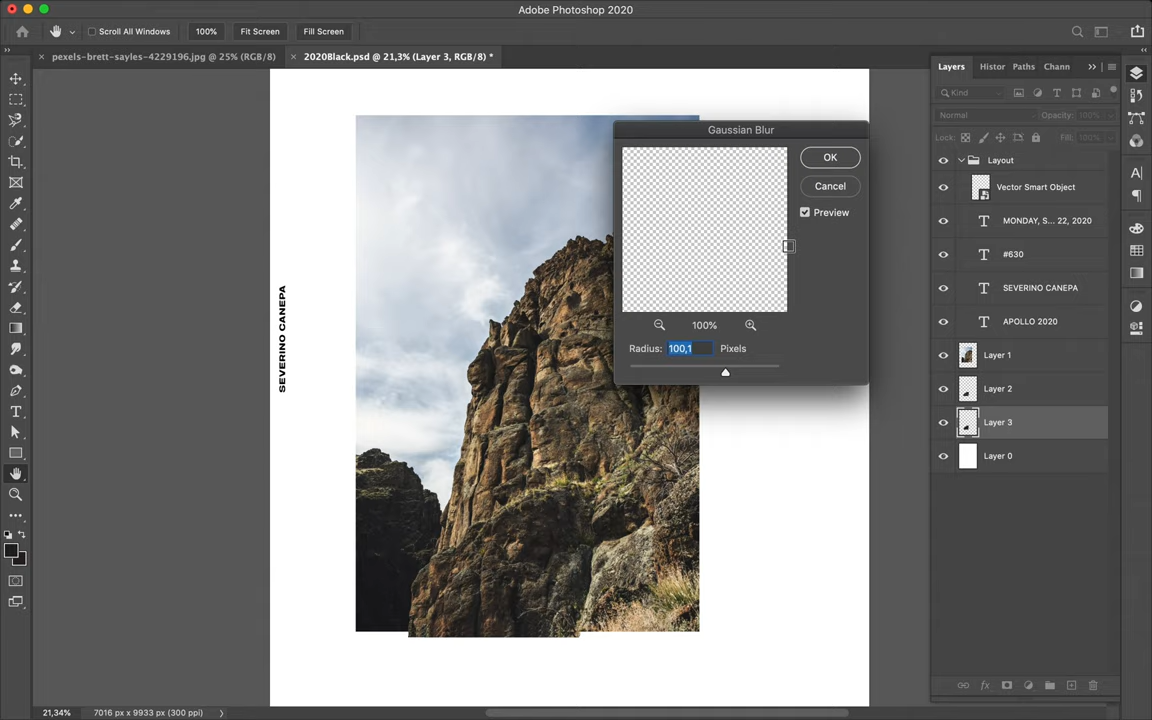 Adobe Photoshop 2020
Scroll All Windows
100%
Fit Screen
Fill Screen
pexels-brett-sayles-4229196.jpg @ 25% (RGB/8)
2020Black.psd @ 21,3% (Layer 3, RGB/8) *
Layers
Histor
Paths
Chann
Kind
Normal
Opacity: 100%
Lock:
Fill: 100%
Layout
Vector Smart Object
MONDAY, S... 22, 2020
#630
SEVERINO CANEPA
APOLLO 2020
Layer 1
Layer 2
Layer 3
Layer 0
Gaussian Blur
OK
Cancel
Preview
100%
Radius: 100,1 Pixels
SEVERINO CANEPA
21,34%
7016 px x 9933 px (300 ppi)